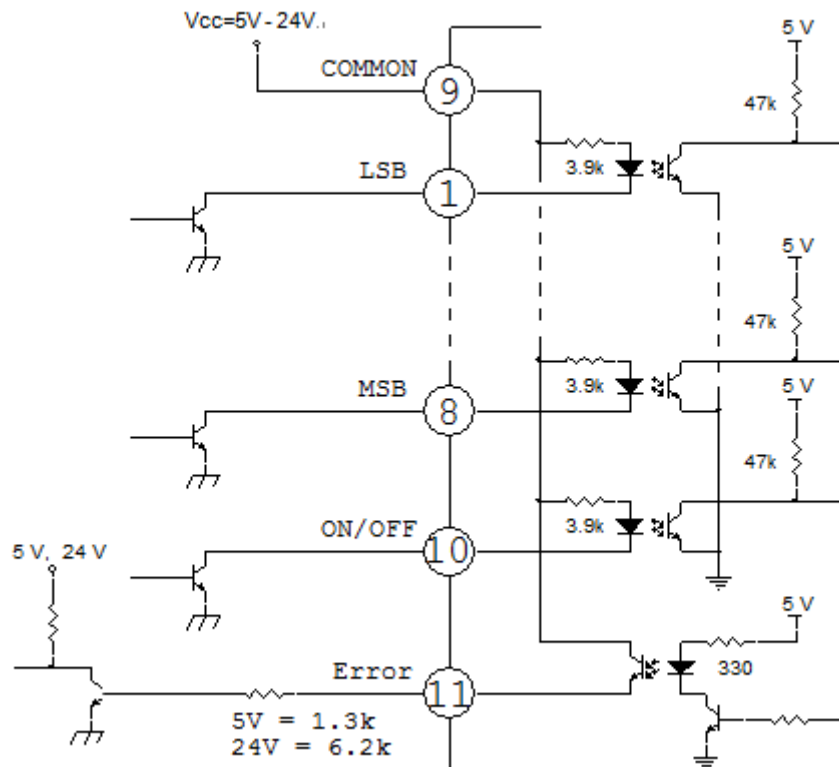 Vcc=5V - 24V.
5 V
COMMON
9
47k
3.9k
LSB
1
5 V
47k
5 V
MSB
3.9k
8
47k
ON/OFF
3.9k
10
5 V, 24 V
5 V
Error
330
11
5V = 1.3k
24V = 6.2k